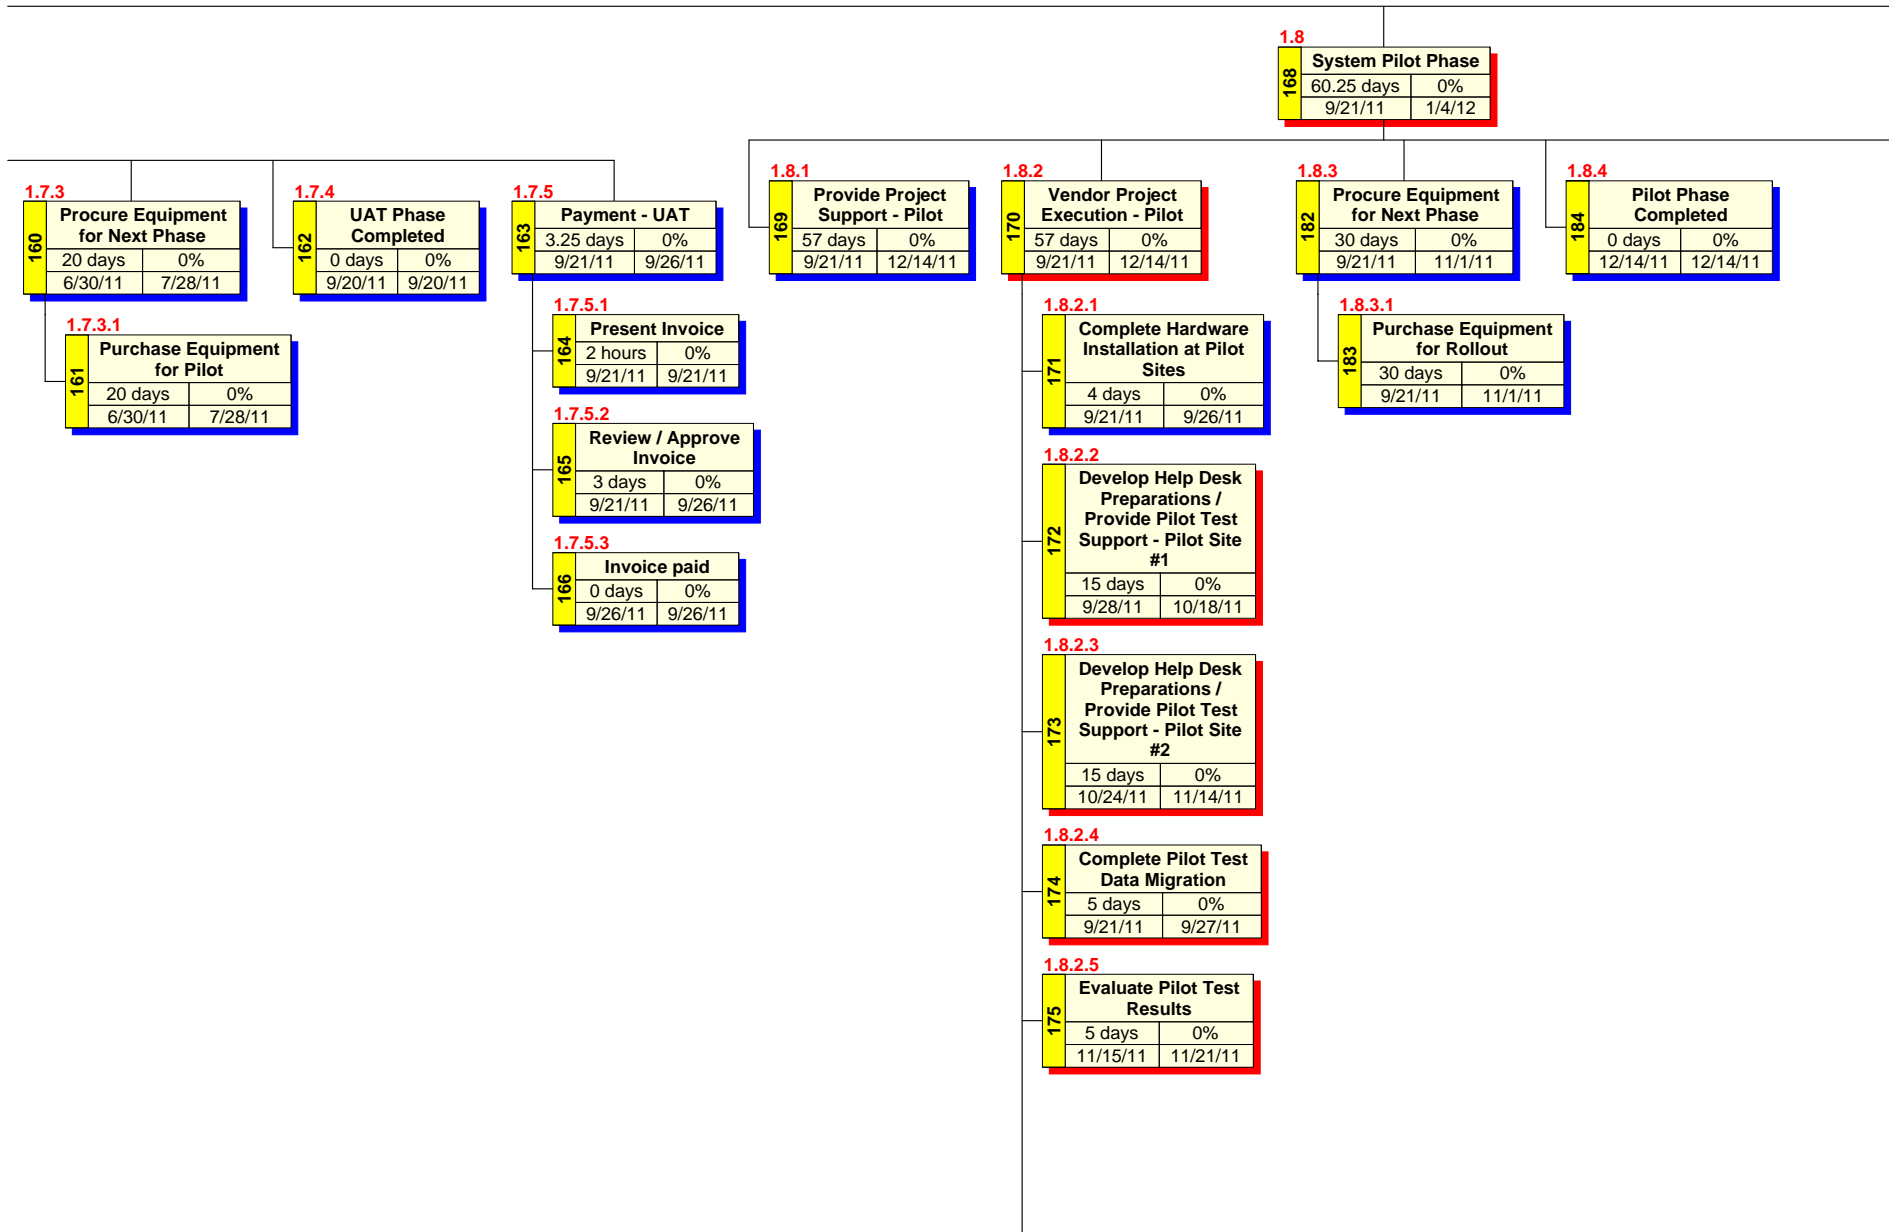 1.8
168
System Pilot Phase
60.25 days 0%
9/21/11 1/4/12
1.7.3
160
Procure Equipment
for Next Phase
20 days 0%
6/30/11 7/28/11
1.7.3.1
161
Purchase Equipment
for Pilot
20 days 0%
6/30/11 7/28/11
1.7.4
162
UAT Phase
Completed
0 days 0%
9/20/11 9/20/11
1.7.5
163
Payment - UAT
3.25 days 0%
9/21/11 9/26/11
1.7.5.1
164
Present Invoice
2 hours 0%
9/21/11 9/21/11
1.7.5.2
165
Review / Approve
Invoice
3 days 0%
9/21/11 9/26/11
1.7.5.3
166
Invoice paid
0 days 0%
9/26/11 9/26/11
1.8.1
169
Provide Project
Support - Pilot
57 days 0%
9/21/11 12/14/11
1.8.2
170
Vendor Project
Execution - Pilot
57 days 0%
9/21/11 12/14/11
1.8.2.1
171
Complete Hardware
Installation at Pilot
Sites
4 days 0%
9/21/11 9/26/11
1.8.2.2
172
Develop Help Desk
Preparations /
Provide Pilot Test
Support - Pilot Site
#1
15 days 0%
9/28/11 10/18/11
1.8.2.3
173
Develop Help Desk
Preparations /
Provide Pilot Test
Support - Pilot Site
#2
15 days 0%
10/24/11 11/14/11
1.8.2.4
174
Complete Pilot Test
Data Migration
5 days 0%
9/21/11 9/27/11
1.8.2.5
175
Evaluate Pilot Test
Results
5 days 0%
11/15/11 11/21/11
1.8.3
182
Procure Equipment
for Next Phase
30 days 0%
9/21/11 11/1/11
1.8.3.1
183
Purchase Equipment
for Rollout
30 days 0%
9/21/11 11/1/11
1.8.4
184
Pilot Phase
Completed
0 days 0%
12/14/11 12/14/11